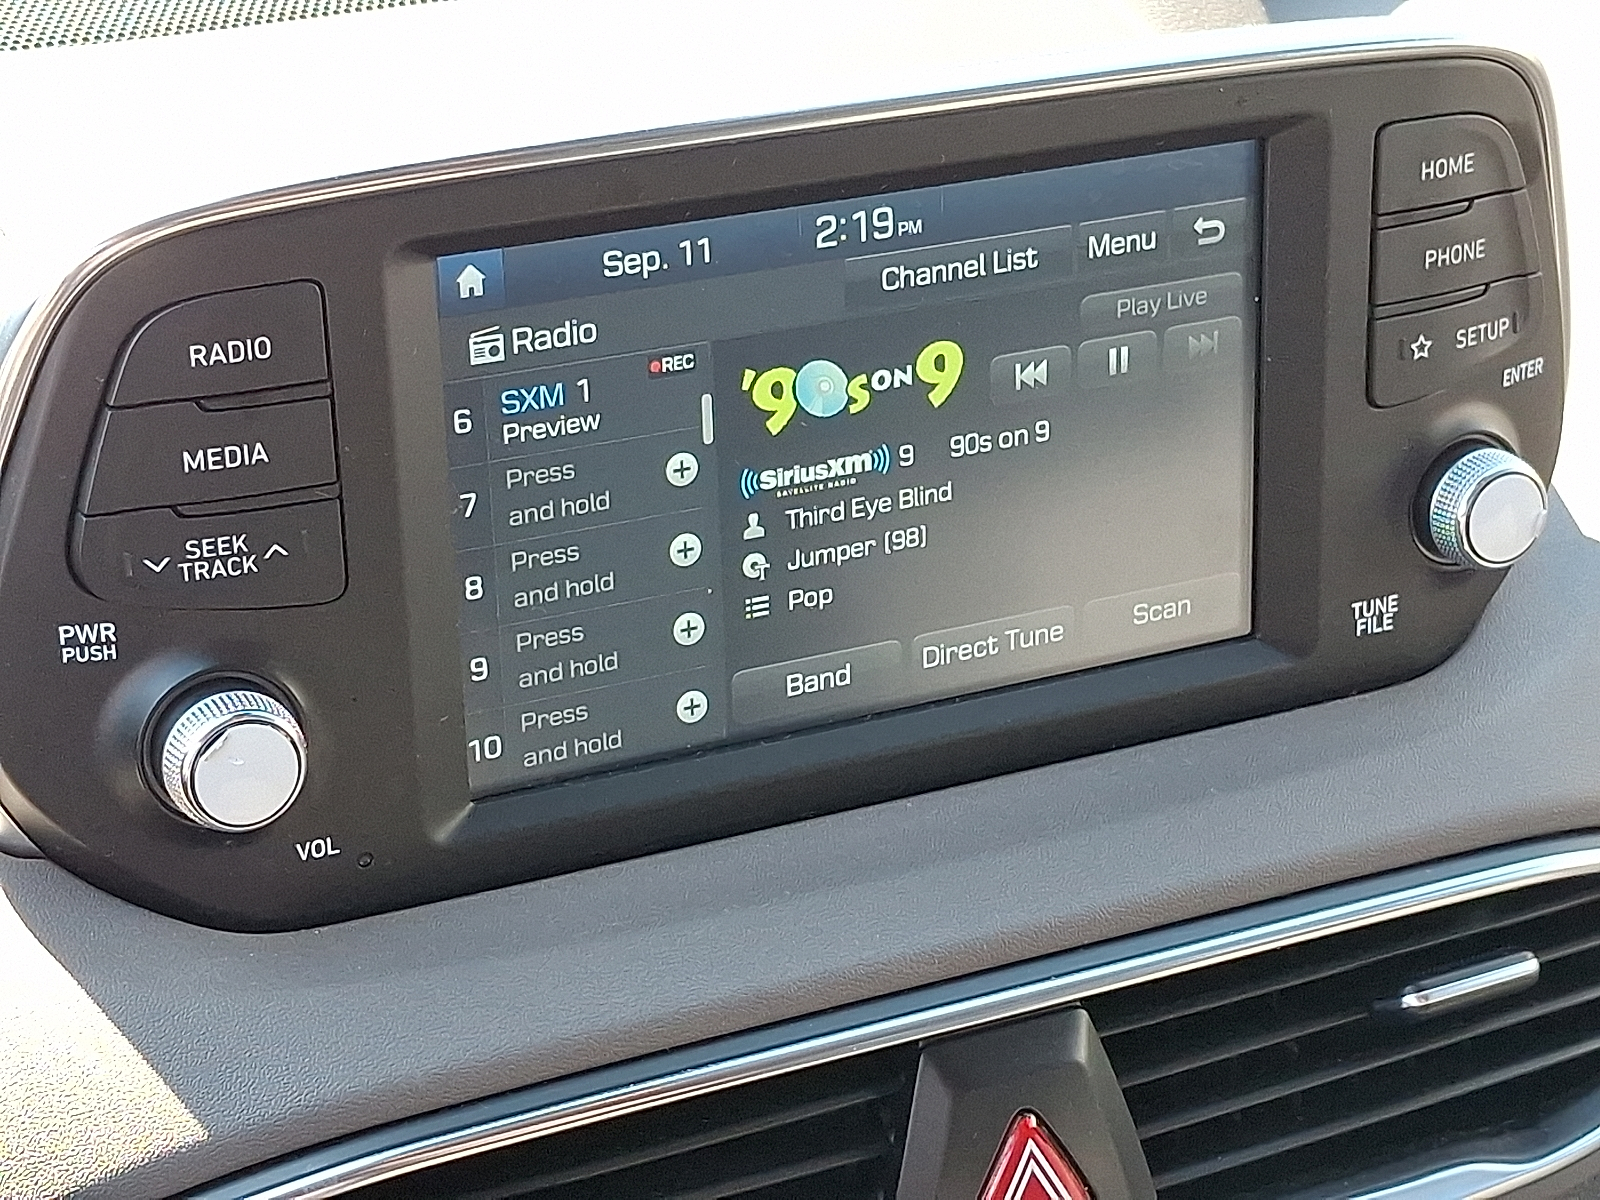 Sep. 11
2:19 PM
Channel List
Menu
Radio
Play Live
REC
6
SXM 1
Preview
7
Press
and hold
8
Press
and hold
9
Press
and hold
10
Press
and hold
'90s ON 9
((SiriusXM)) 9 90s on 9
SATELLITE RADIO
Third Eye Blind
Jumper (98)
Pop
Band
Direct Tune
Scan
RADIO
MEDIA
SEEK
TRACK
PWR
PUSH
VOL
HOME
PHONE
SETUP
ENTER
TUNE
FILE